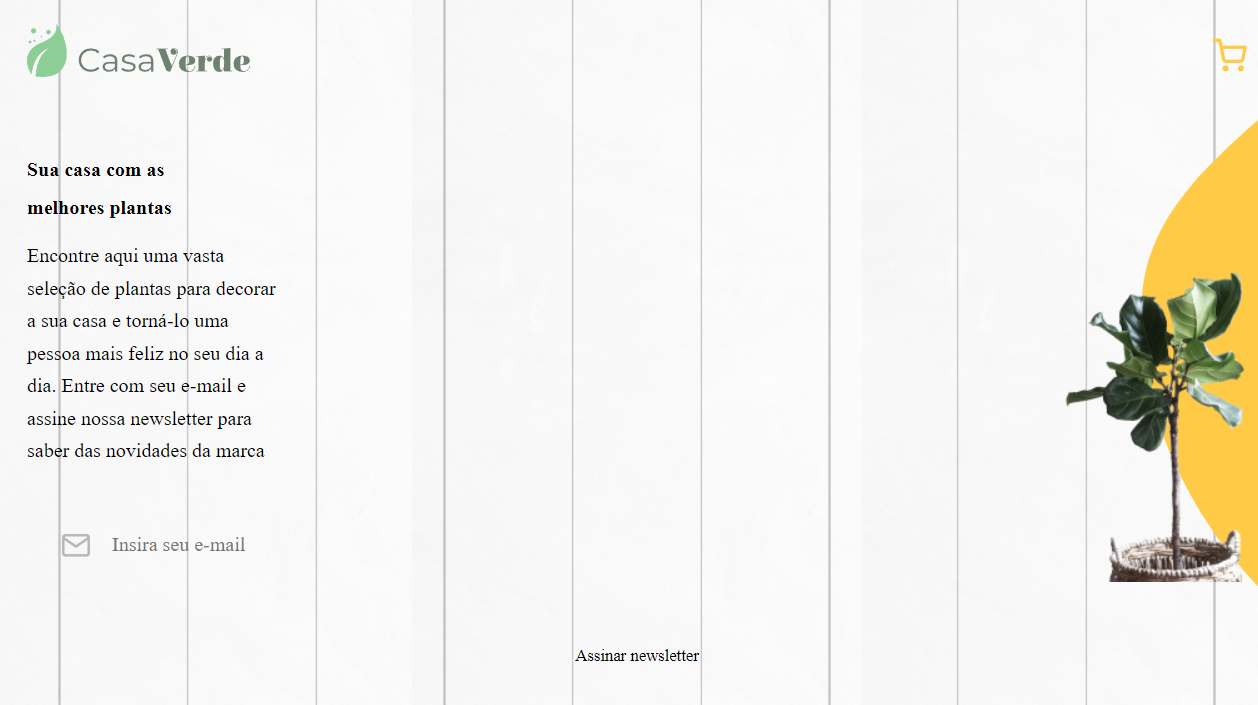 CasaVerde
Sua casa com as
melhores plantas
Encontre aqui uma vasta
seleção de plantas para decorar
a sua casa e torná-lo uma
pessoa mais feliz no seu dia a
dia. Entre com seu e-mail e
assine nossa newsletter para
saber das novidades da marca
Insira seu e-mail
Assinar newsletter